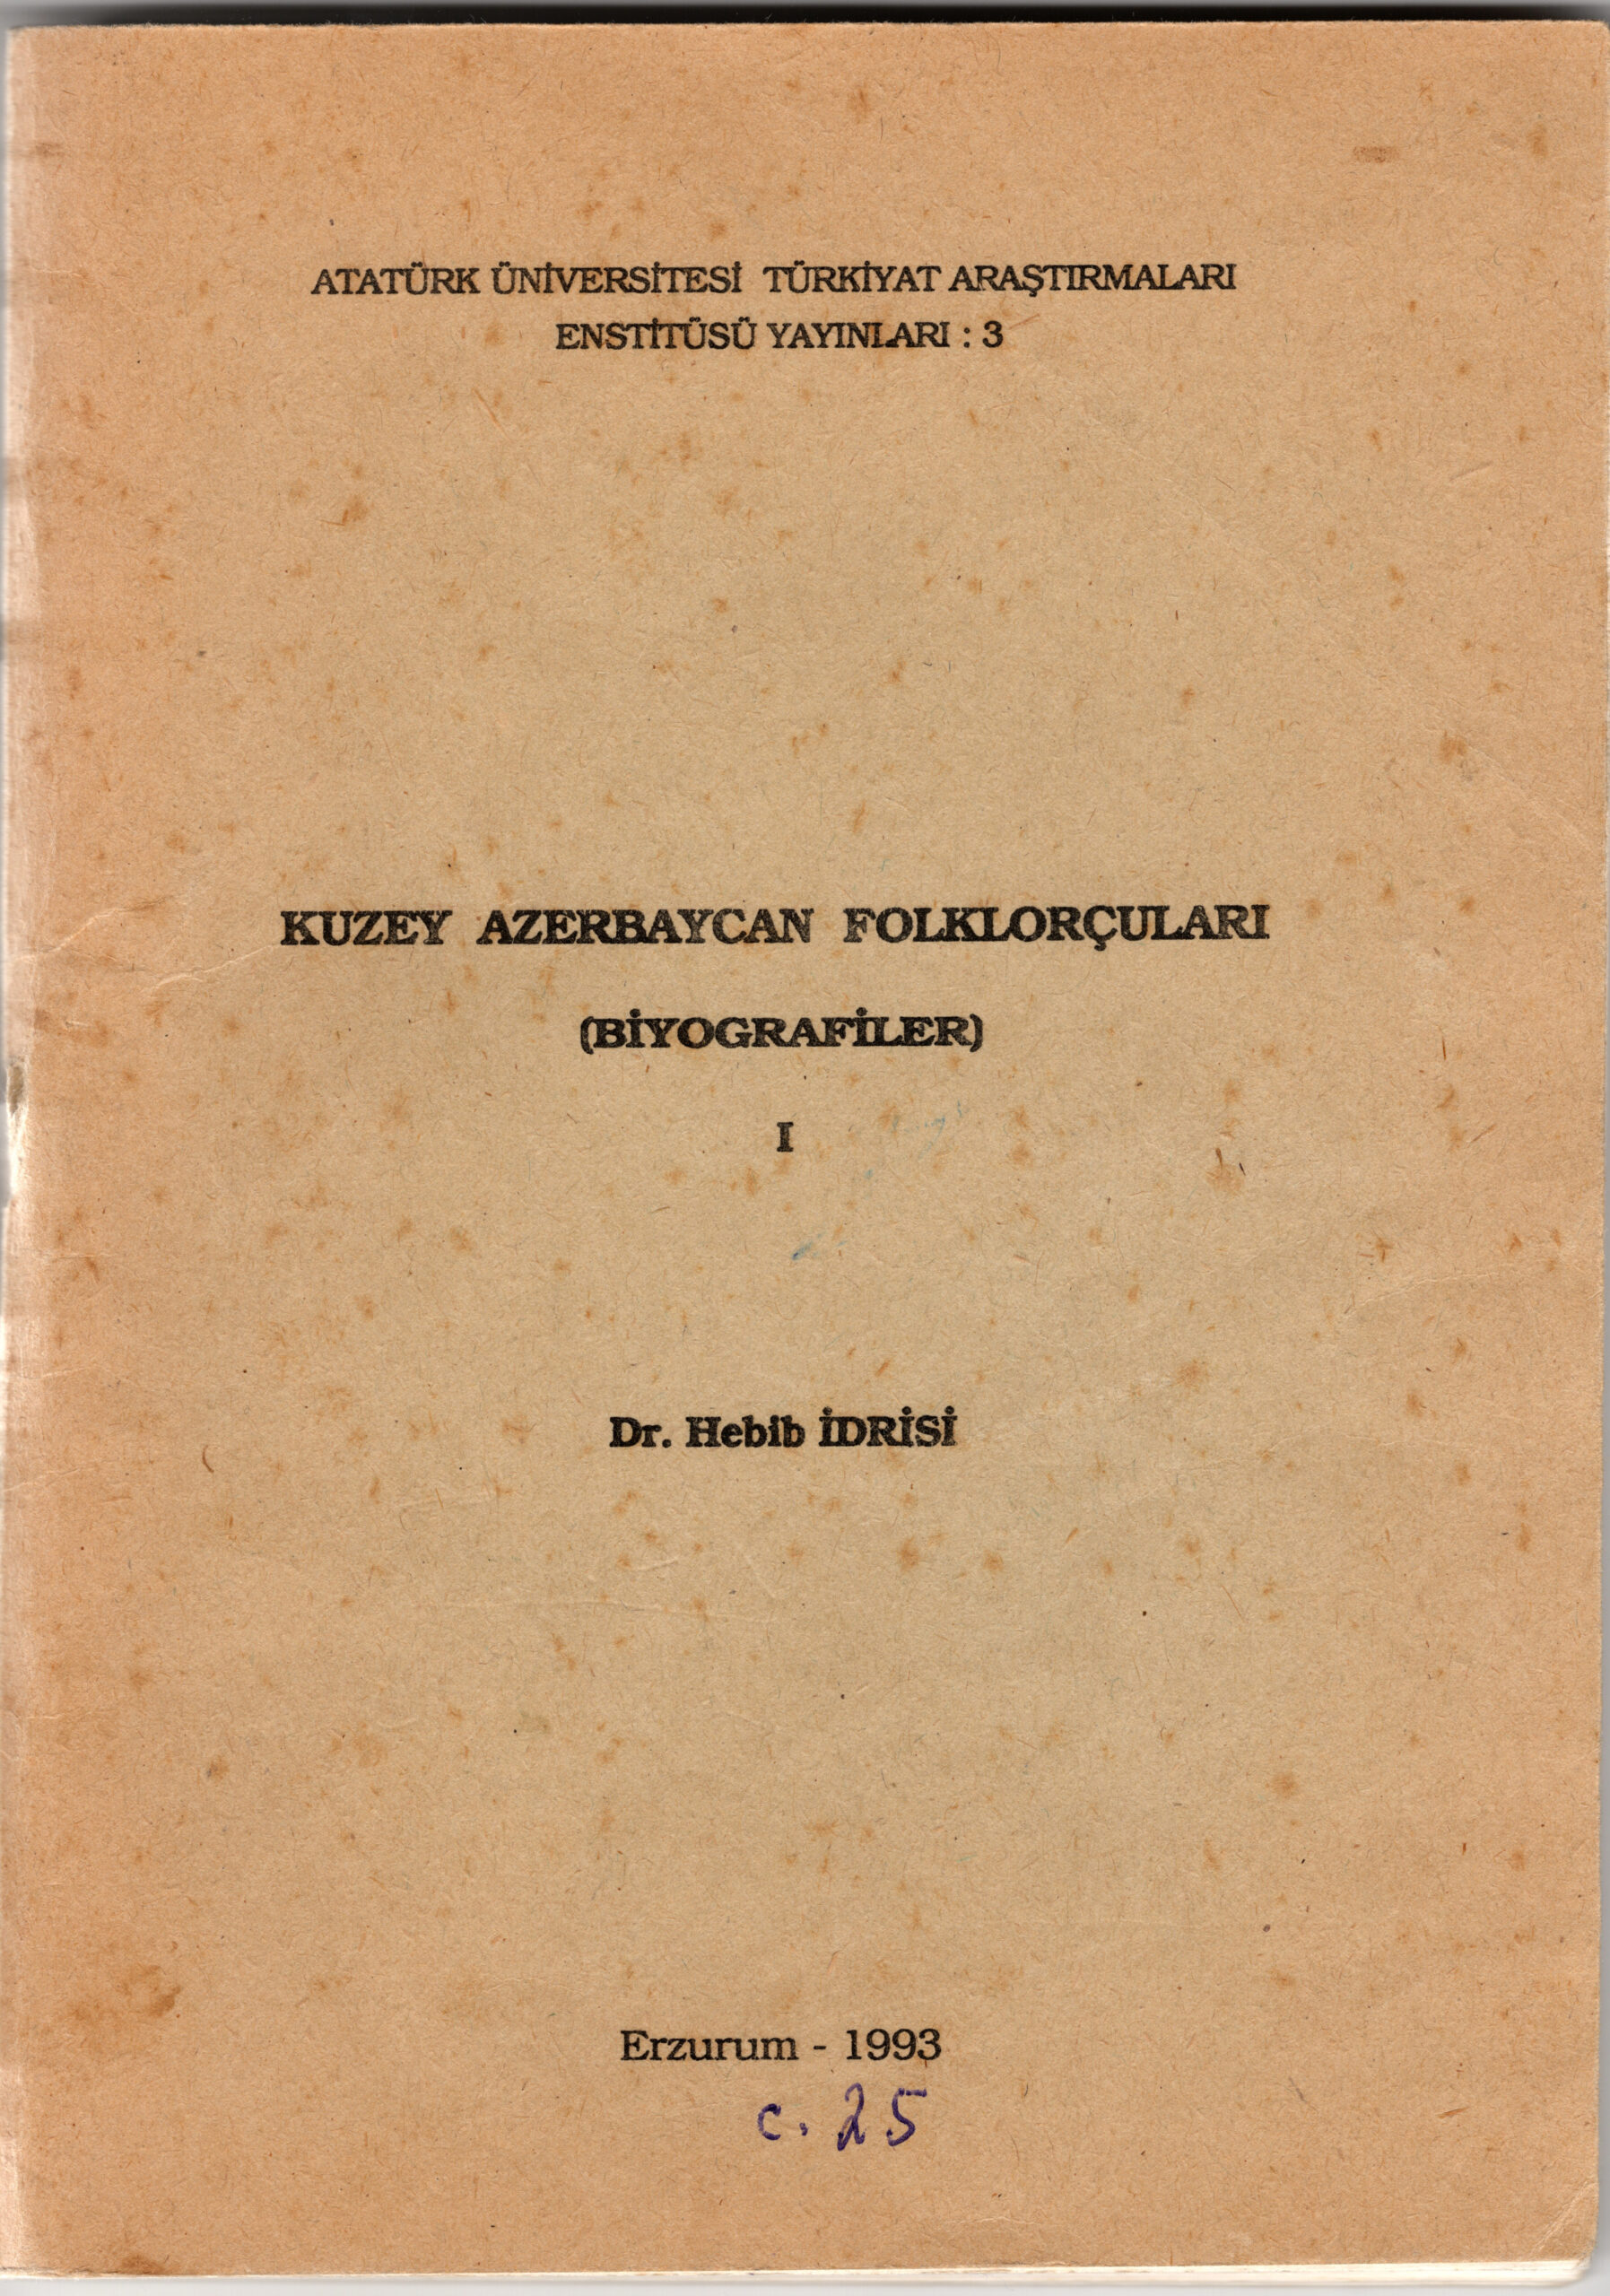 ATATÜRK ÜNİVERSİTESİ TÜRKİYAT ARAŞTIRMALARI
ENSTİTÜSÜ YAYINLARI : 3
KUZEY AZERBAYCAN FOLKLORÇULARI
(BİYOGRAFİLER)
I
Dr. Hebib İDRİSİ
Erzurum - 1993
c. 25